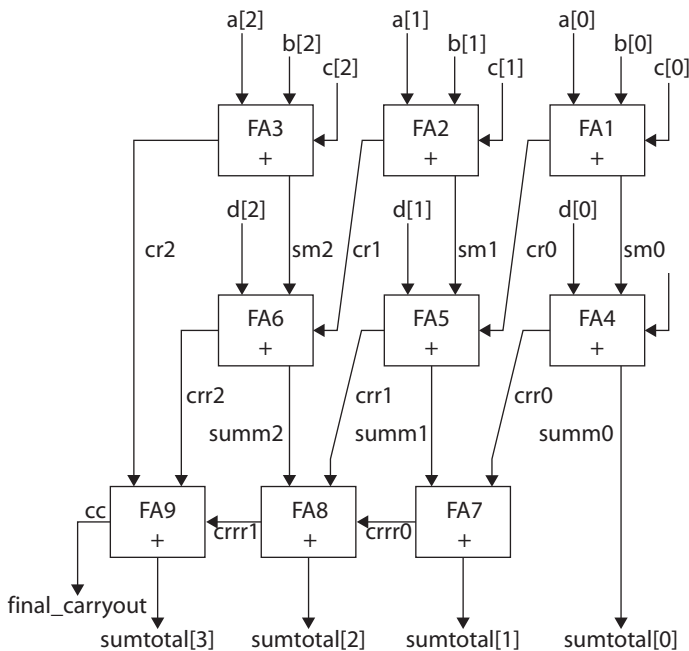 a[2] a[1] a[0]
b[2] b[1] b[0]
c[2] c[1] c[0]
FA3 FA2 FA1
+ + +
d[2] d[1] d[0]
cr2 sm2 cr1 sm1 cr0 sm0
FA6 FA5 FA4
+ + +
crr2 crr1 crr0
summ2 summ1 summ0
cc FA9 FA8 FA7
crrr1 crrr0
+ + +
final_carryout
sumtotal[3] sumtotal[2] sumtotal[1] sumtotal[0]